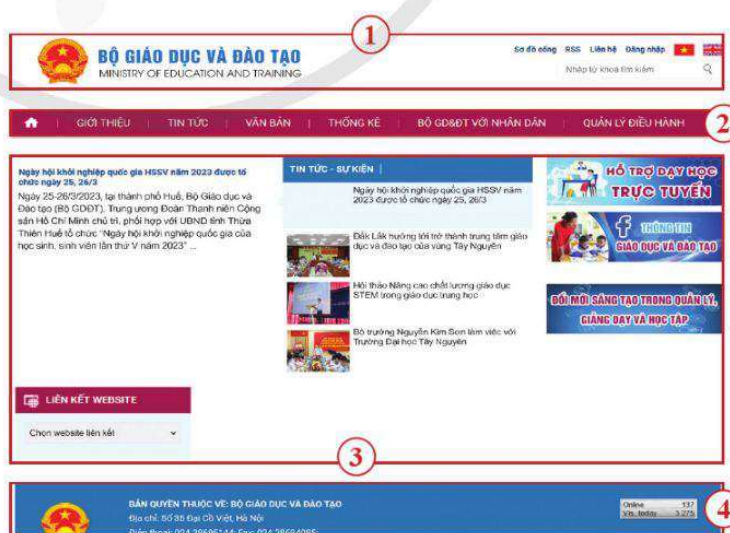 1
BỘ GIÁO DỤC VÀ ĐÀO TẠO
MINISTRY OF EDUCATION AND TRAINING
Sơ đồ cổng RSS Liên hệ Đăng nhập
Nhập từ khóa tìm kiếm
GIỚI THIỆU | TIN TỨC | VĂN BẢN | THỐNG KÊ | BỘ GD&ĐT VỚI NHÂN DÂN | QUẢN LÝ ĐIỀU HÀNH
2
Ngày hội khởi nghiệp quốc gia HSSV năm 2023 được tổ
chức ngày 25, 26/3
Ngày 25-26/3/2023, tại thành phố Huế, Bộ Giáo dục và
Đào tạo (Bộ GDĐT), Trung ương Đoàn Thanh niên Cộng
sản Hồ Chí Minh chủ trì, phối hợp với UBND tỉnh Thừa
Thiên Huế tổ chức "Ngày hội khởi nghiệp quốc gia của
học sinh, sinh viên lần thứ V năm 2023" ...
TIN TỨC - SỰ KIỆN |
Ngày hội khởi nghiệp quốc gia HSSV năm
2023 được tổ chức ngày 25, 26/3
Đắk Lắk hướng tới trở thành trung tâm giáo
dục và đào tạo của vùng Tây Nguyên
Hội thảo Nâng cao chất lượng giáo dục
STEM trong giáo dục trung học
Bộ trưởng Nguyễn Kim Sơn làm việc với
Trường Đại học Tây Nguyên
HỖ TRỢ DẠY HỌC
TRỰC TUYẾN
f THÔNG TIN
GIÁO DỤC VÀ ĐÀO TẠO
ĐỔI MỚI SÁNG TẠO TRONG QUẢN LÝ,
GIẢNG DẠY VÀ HỌC TẬP
LIÊN KẾT WEBSITE
Chọn website liên kết
3
BẢN QUYỀN THUỘC VỀ: BỘ GIÁO DỤC VÀ ĐÀO TẠO
Địa chỉ: Số 35 Đại Cồ Việt, Hà Nội
Điện thoại: 024.38695144; Fax: 024.38694085;
Online 137
Vis. today 3.275
4